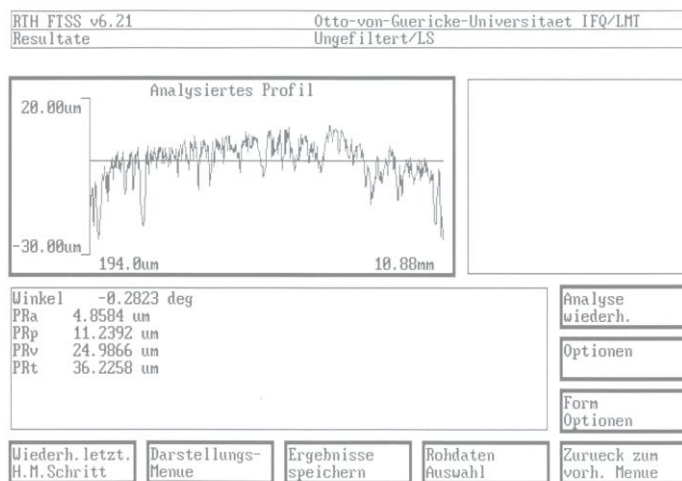 RTH FTSS v6.21 Otto-von-Guericke-Universitaet IFQ/LMT
Resultate Ungefiltert/LS
Analysiertes Profil
20.00um
-30.00um
194.0um 10.88mm
Winkel -0.2823 deg
PRa 4.8584 um
PRp 11.2392 um
PRv 24.9866 um
PRt 36.2258 um
Analyse
wiederh.
Optionen
Form
Optionen
Wiederh.letzt.
H.M.Schritt
Darstellungs-
Menue
Ergebnisse
speichern
Rohdaten
Auswahl
Zurueck zum
vorh. Menue